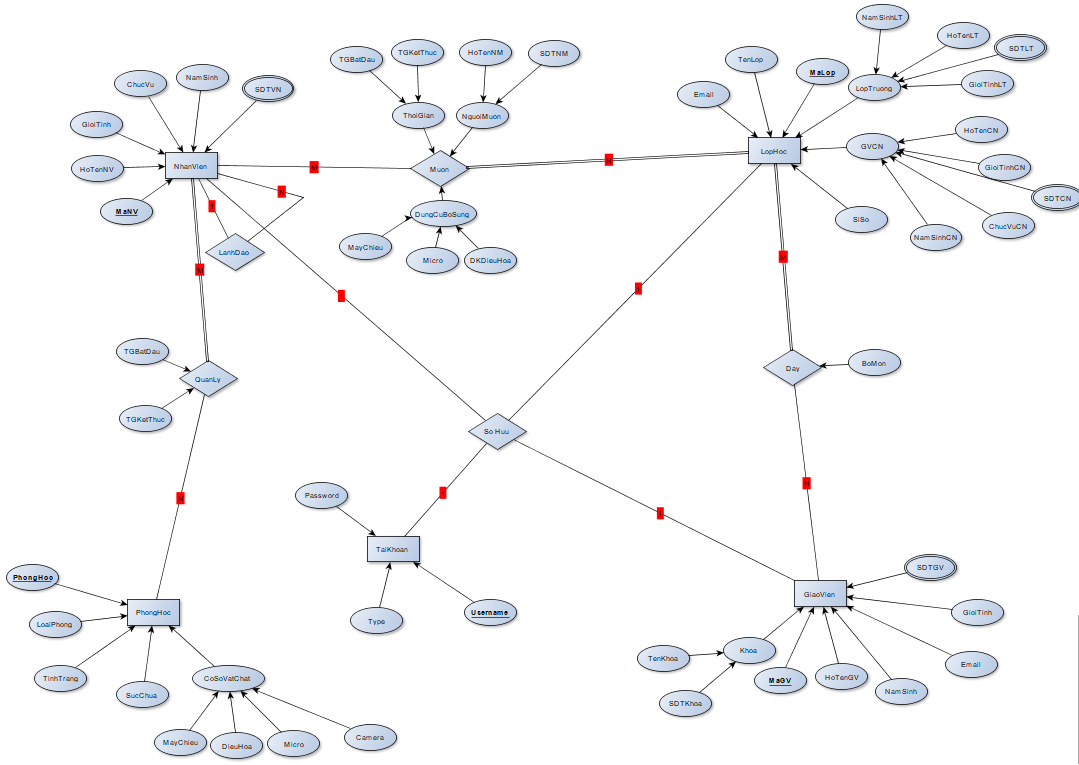 NamSinhLT
HoTenLT
SDTLT
TenLop
MaLop
GioiTinhLT
LopTruong
Email
TGBatDau
TGKetThuc
HoTenNM
SDTNM
ThoiGian
NguoiMuon
ChucVu
NamSinh
SDTVN
GioiTinh
HoTenNV
NhanVien
MaNV
M
Muon
N
LopHoc
GVCN
HoTenCN
GioiTinhCN
SDTCN
ChucVuCN
NamSinhCN
SiSo
DungCuBoSung
MayChieu
Micro
DKDieuHoa
N
1
LanhDao
M
1
1
M
TGBatDau
QuanLy
TGKetThuc
Day
BoMon
So Huu
N
1
1
N
Password
TaiKhoan
Type
Username
PhongHoc
LoaiPhong
PhongHoc
TinhTrang
SucChua
CoSoVatChat
MayChieu
DieuHoa
Micro
Camera
SDTGV
GiaoVien
GioiTinh
Khoa
TenKhoa
SDTKhoa
MaGV
HoTenGV
NamSinh
Email